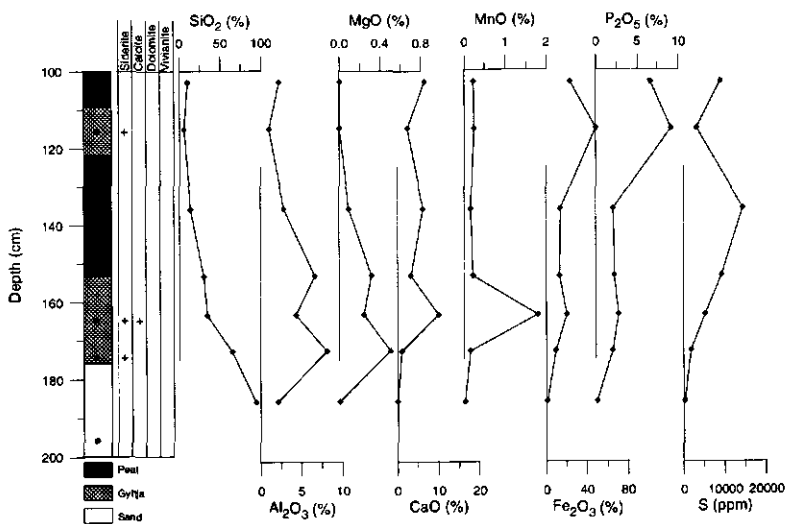 SiO₂ (%) MgO (%) MnO (%) P₂O₅ (%)
0 50 100 0.0 0.4 0.8 0 1 2 0 10
Siderite Calcite Dolomite Vivianite
100
120
140
160
180
200
Depth (cm)
+
+ +
+
Peat
Gyttja
Sand
0 10 0 10 20 0 40 80 0 10000 20000
Al₂O₃ (%) CaO (%) Fe₂O₃ (%) S (ppm)